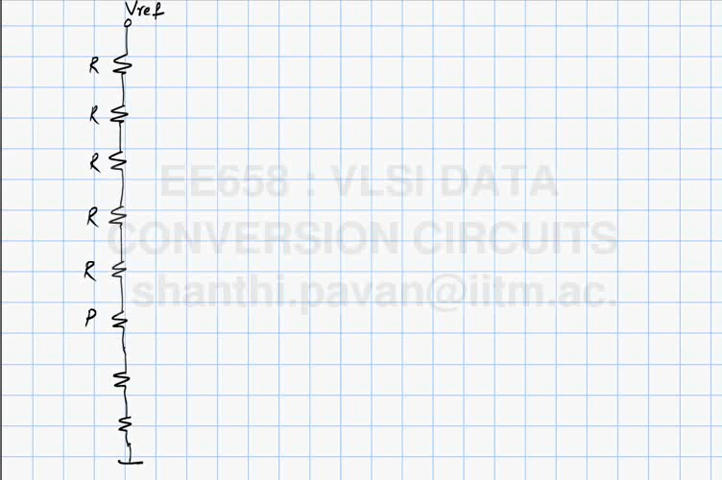 Vref
R
R
R
R
R
P
EE658 : VLSI DATA
CONVERSION CIRCUITS
shanthi.pavan@iitm.ac.